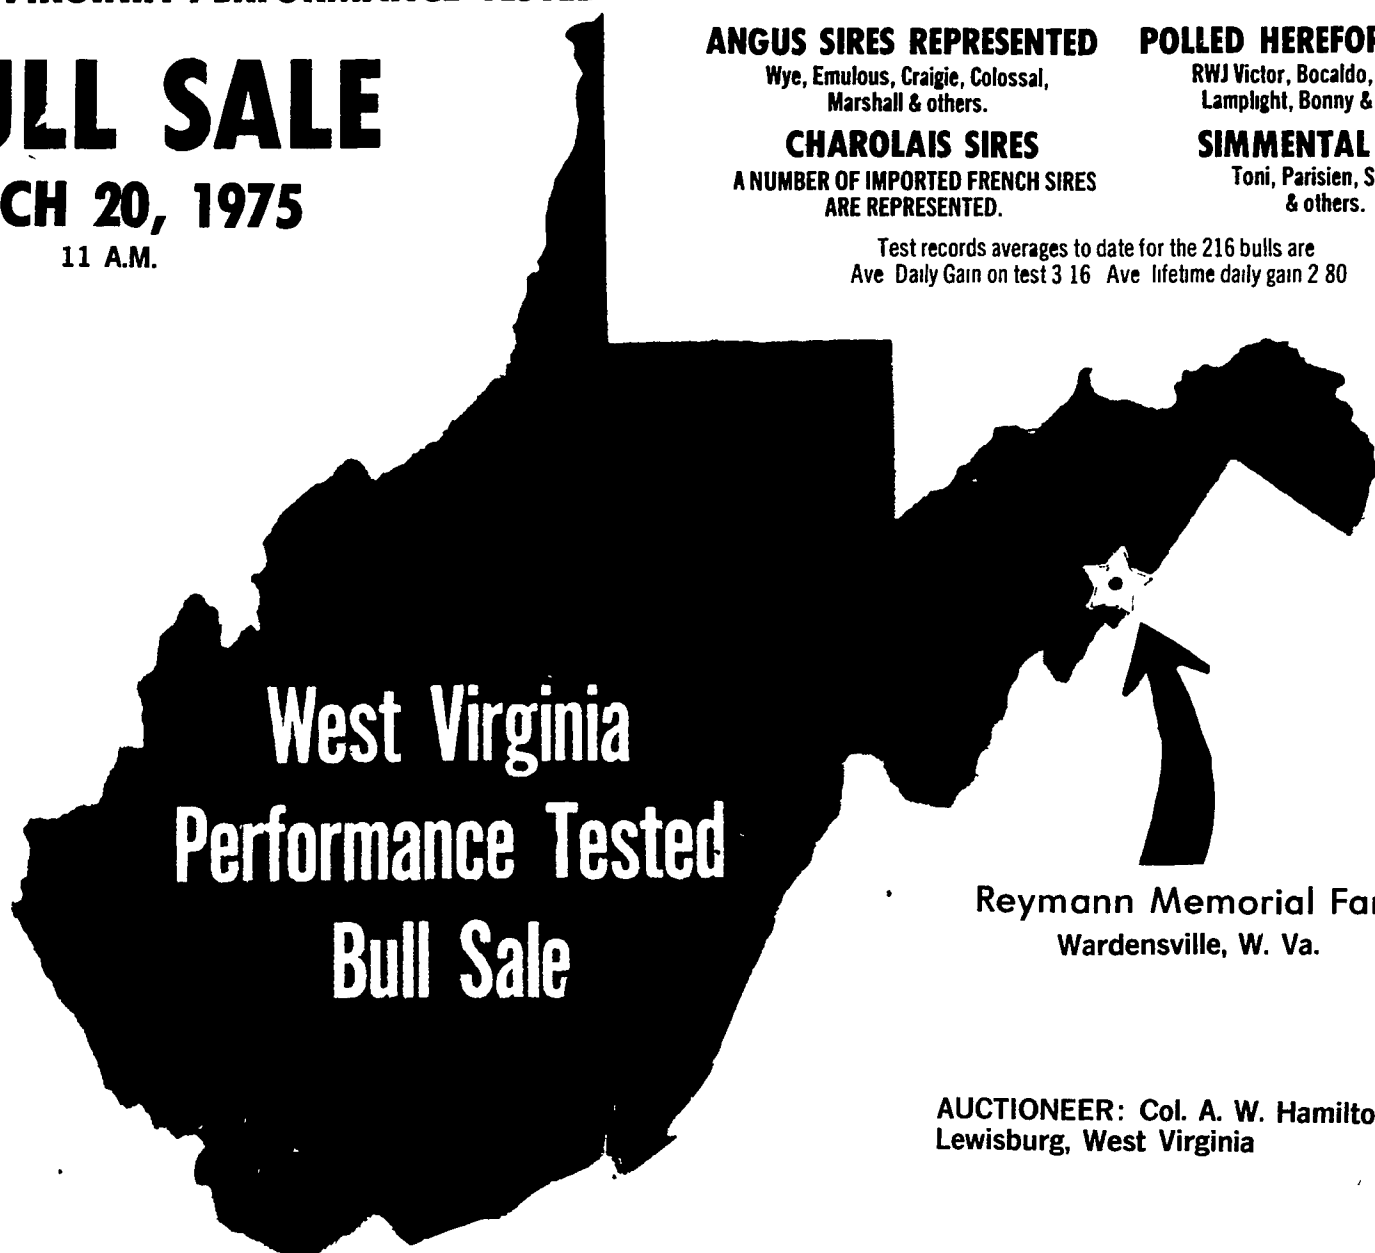 SALE
CH 20, 1975
11 A.M.
ANGUS SIRES REPRESENTED
Wye, Emulous, Craigie, Colossal,
Marshall & others.
CHAROLAIS SIRES
A NUMBER OF IMPORTED FRENCH SIRES
ARE REPRESENTED.
POLLED HEREFOR
RWJ Victor, Bocaldo,
Lamplight, Bonny &
SIMMENTAL
Toni, Parisien, S
& others.
Test records averages to date for the 216 bulls are
Ave Daily Gain on test 3 16 Ave lifetime daily gain 2 80
West Virginia
Performance Tested
Bull Sale
Reymann Memorial Far
Wardensville, W. Va.
AUCTIONEER: Col. A. W. Hamilto
Lewisburg, West Virginia